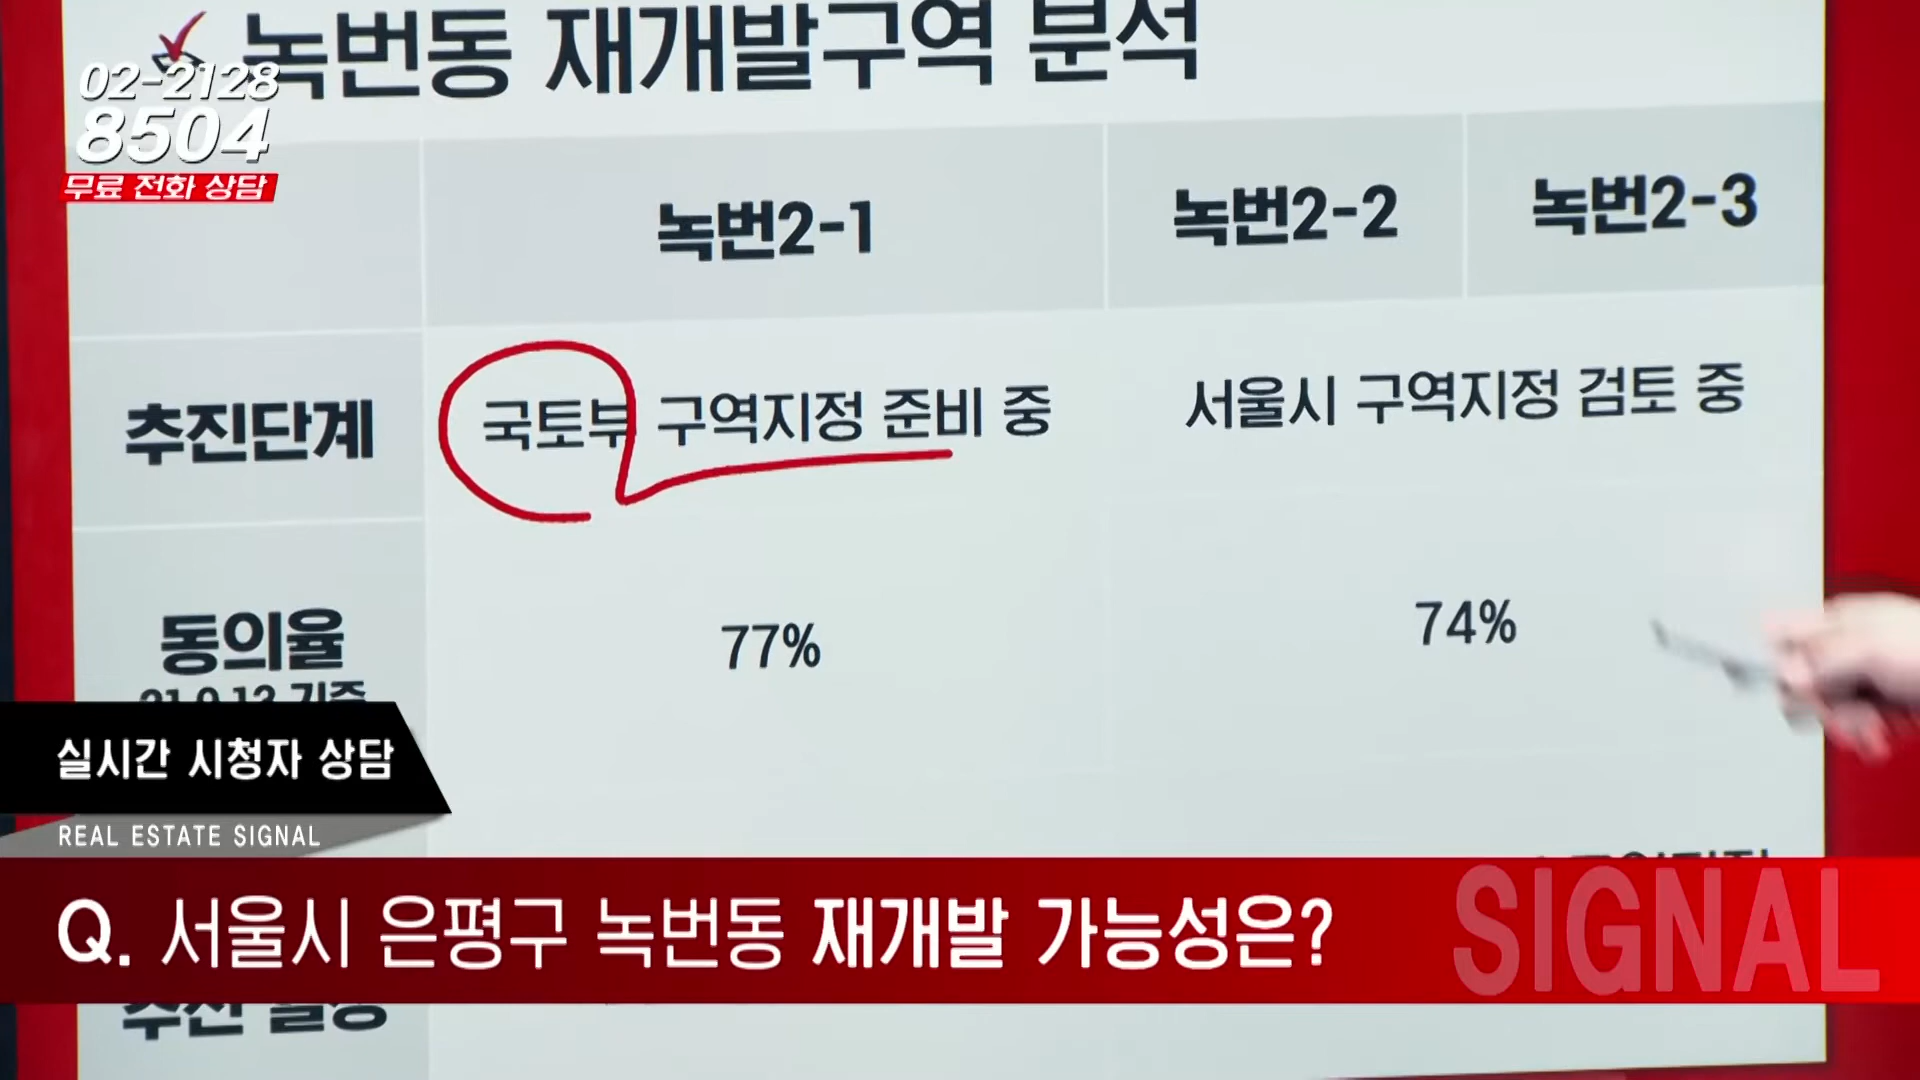 녹번동 재개발구역 분석
02-2128
8504
무료 전화 상담
녹번2-1 녹번2-2 녹번2-3
추진단계 국토부 구역지정 준비 중 서울시 구역지정 검토 중
동의율 77% 74%
실시간 시청자 상담
REAL ESTATE SIGNAL
Q. 서울시 은평구 녹번동 재개발 가능성은?
SIGNAL